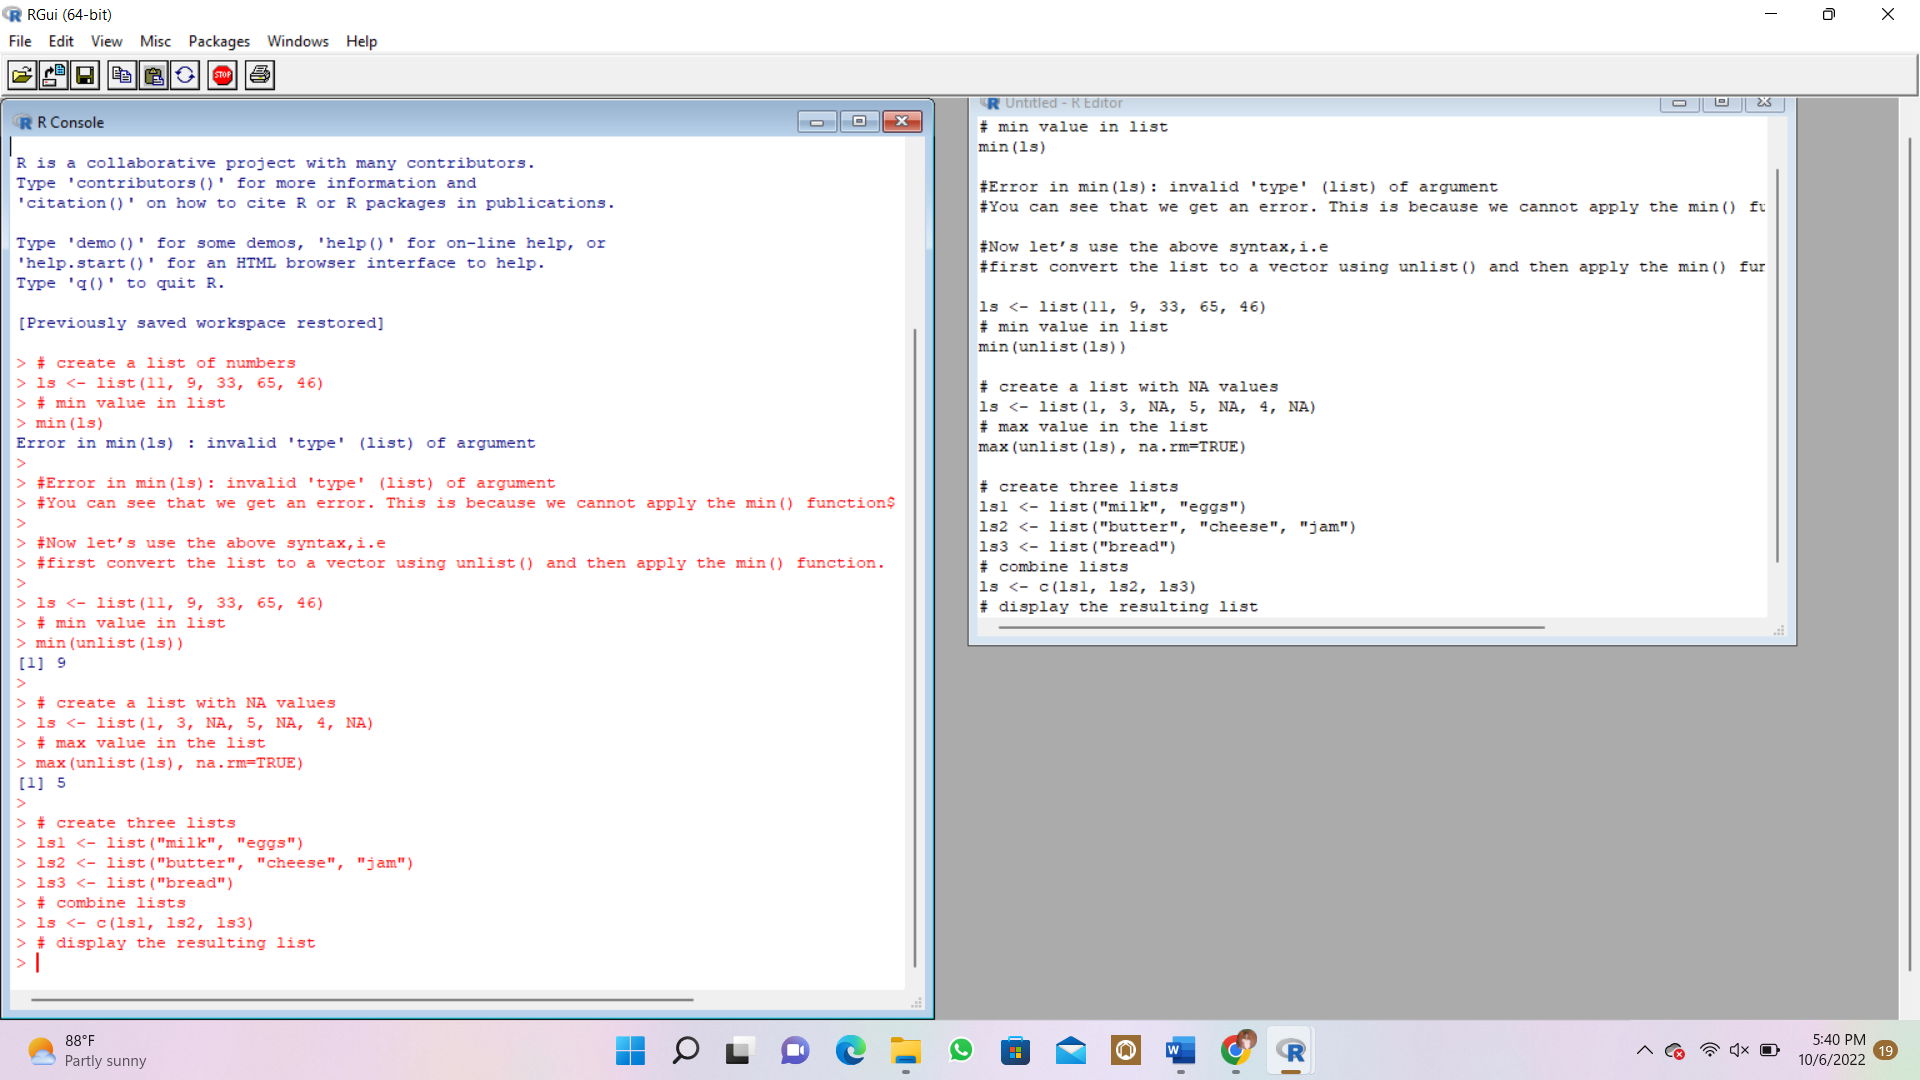 RGui (64-bit)
File Edit View Misc Packages Windows Help
STOP
R Console
R is a collaborative project with many contributors.
Type 'contributors()' for more information and
'citation()' on how to cite R or R packages in publications.
Type 'demo()' for some demos, 'help()' for on-line help, or
'help.start()' for an HTML browser interface to help.
Type 'q()' to quit R.
[Previously saved workspace restored]
> # create a list of numbers
> ls <- list(11, 9, 33, 65, 46)
> # min value in list
> min(ls)
Error in min(ls) : invalid 'type' (list) of argument
>
> #Error in min(ls): invalid 'type' (list) of argument
> #You can see that we get an error. This is because we cannot apply the min() function$
>
> #Now let’s use the above syntax,i.e
> #first convert the list to a vector using unlist() and then apply the min() function.
>
> ls <- list(11, 9, 33, 65, 46)
> # min value in list
> min(unlist(ls))
[1] 9
>
> # create a list with NA values
> ls <- list(1, 3, NA, 5, NA, 4, NA)
> # max value in the list
> max(unlist(ls), na.rm=TRUE)
[1] 5
>
> # create three lists
> ls1 <- list("milk", "eggs")
> ls2 <- list("butter", "cheese", "jam")
> ls3 <- list("bread")
> # combine lists
> ls <- c(ls1, ls2, ls3)
> # display the resulting list
>
Untitled - R Editor
# min value in list
min(ls)
#Error in min(ls): invalid 'type' (list) of argument
#You can see that we get an error. This is because we cannot apply the min() fu
#Now let’s use the above syntax,i.e
#first convert the list to a vector using unlist() and then apply the min() fun
ls <- list(11, 9, 33, 65, 46)
# min value in list
min(unlist(ls))
# create a list with NA values
ls <- list(1, 3, NA, 5, NA, 4, NA)
# max value in the list
max(unlist(ls), na.rm=TRUE)
# create three lists
ls1 <- list("milk", "eggs")
ls2 <- list("butter", "cheese", "jam")
ls3 <- list("bread")
# combine lists
ls <- c(ls1, ls2, ls3)
# display the resulting list
88°F
Partly sunny
5:40 PM
10/6/2022
19